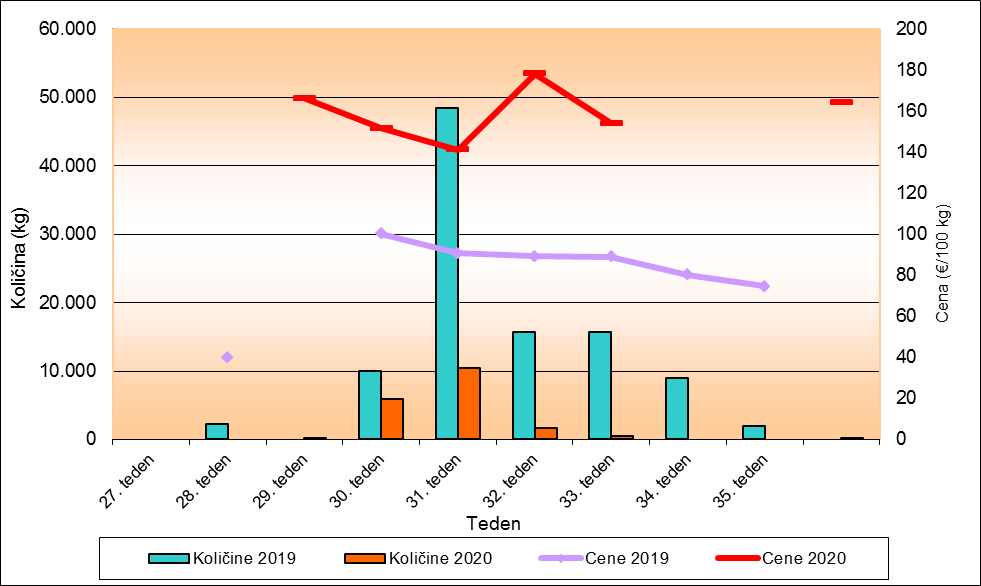 60.000
50.000
40.000
30.000
20.000
10.000
0
Količina (kg)
200
180
160
140
120
100
80
60
40
20
0
Cena (€/100 kg)
27. teden
28. teden
29. teden
30. teden
31. teden
32. teden
33. teden
34. teden
35. teden
Teden
Količine 2019 Količine 2020 Cene 2019 Cene 2020